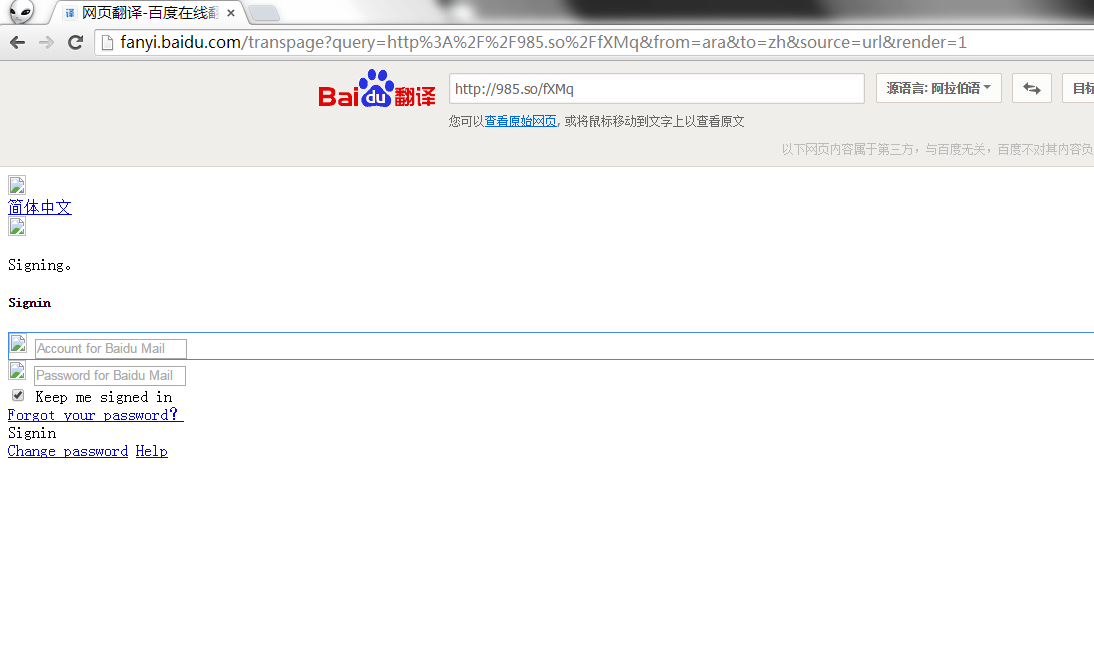 网页翻译-百度在线翻
fanyi.baidu.com/transpage?query=http%3A%2F%2F985.so%2FfXMq&from=ara&to=zh&source=url&render=1
Baidu翻译
http://985.so/fXMq
源语言: 阿拉伯语
目标
您可以查看原始网页, 或将鼠标移动到文字上以查看原文
以下网页内容属于第三方，与百度无关，百度不对其内容负
简体中文
Signing。
Signin
Account for Baidu Mail
Password for Baidu Mail
Keep me signed in
Forgot your password？
Signin
Change password Help